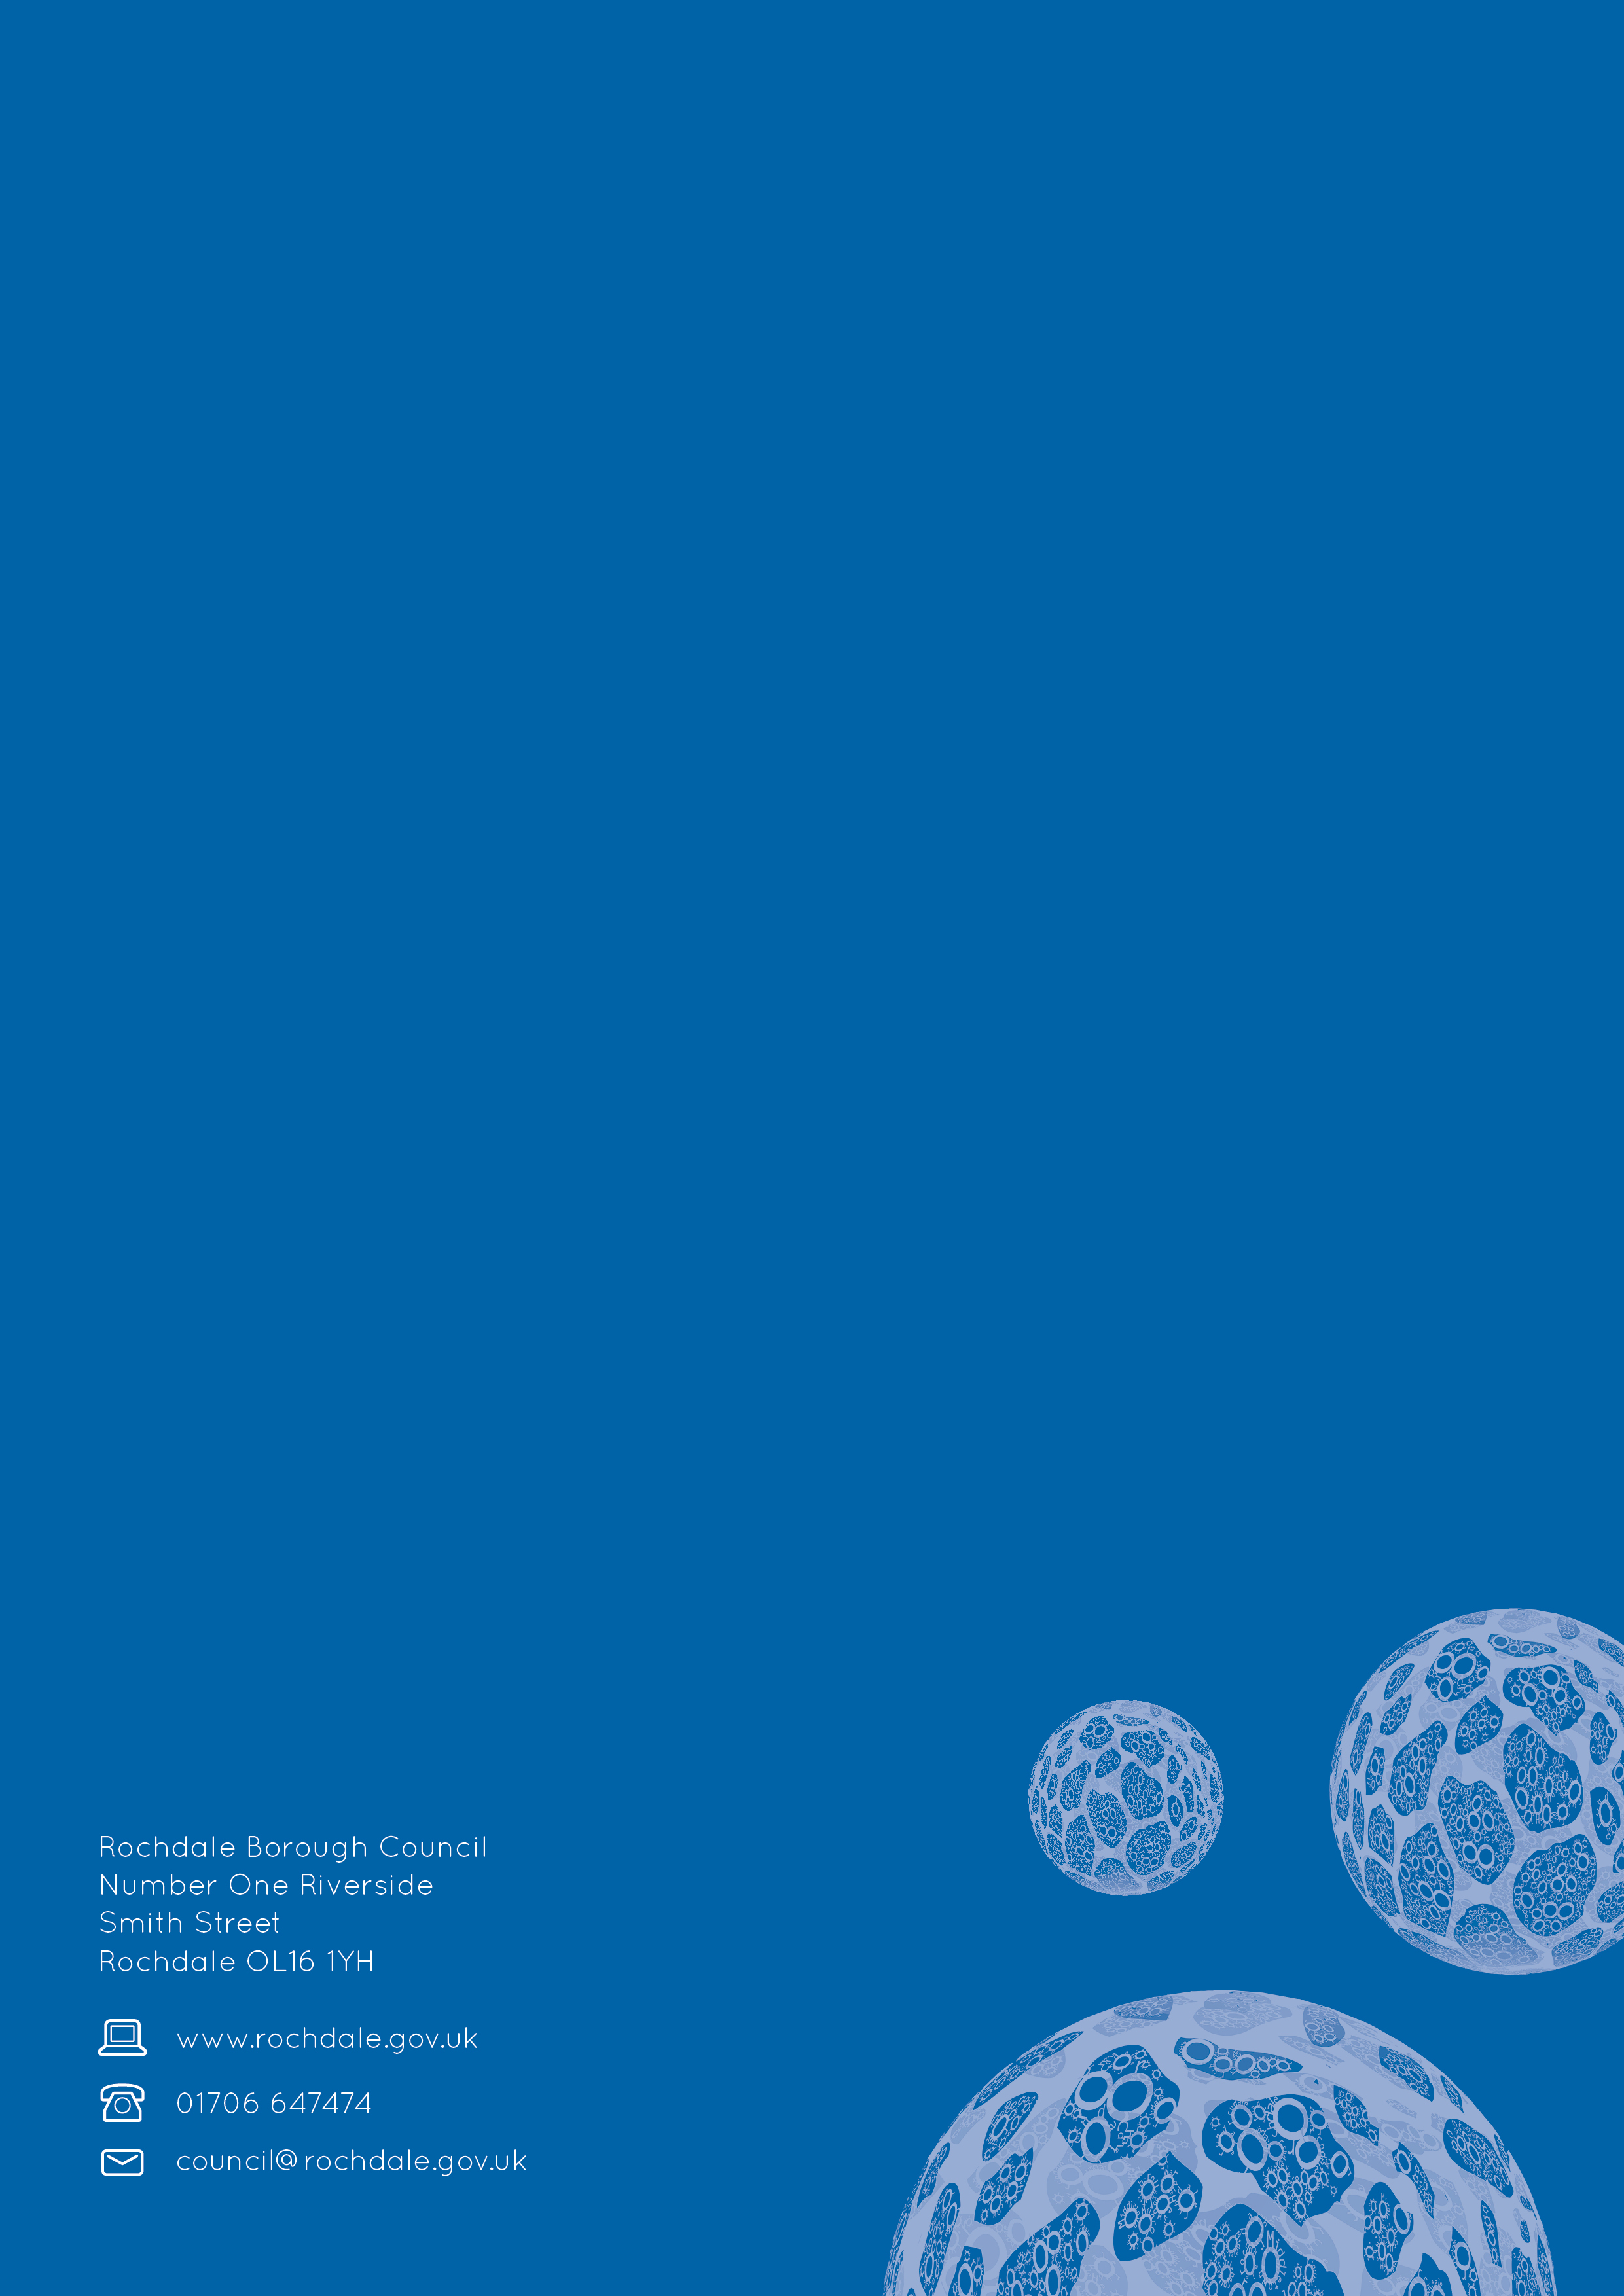 Rochdale Borough Council
Number One Riverside
Smith Street
Rochdale OL16 1YH
www.rochdale.gov.uk
01706 647474
council@rochdale.gov.uk